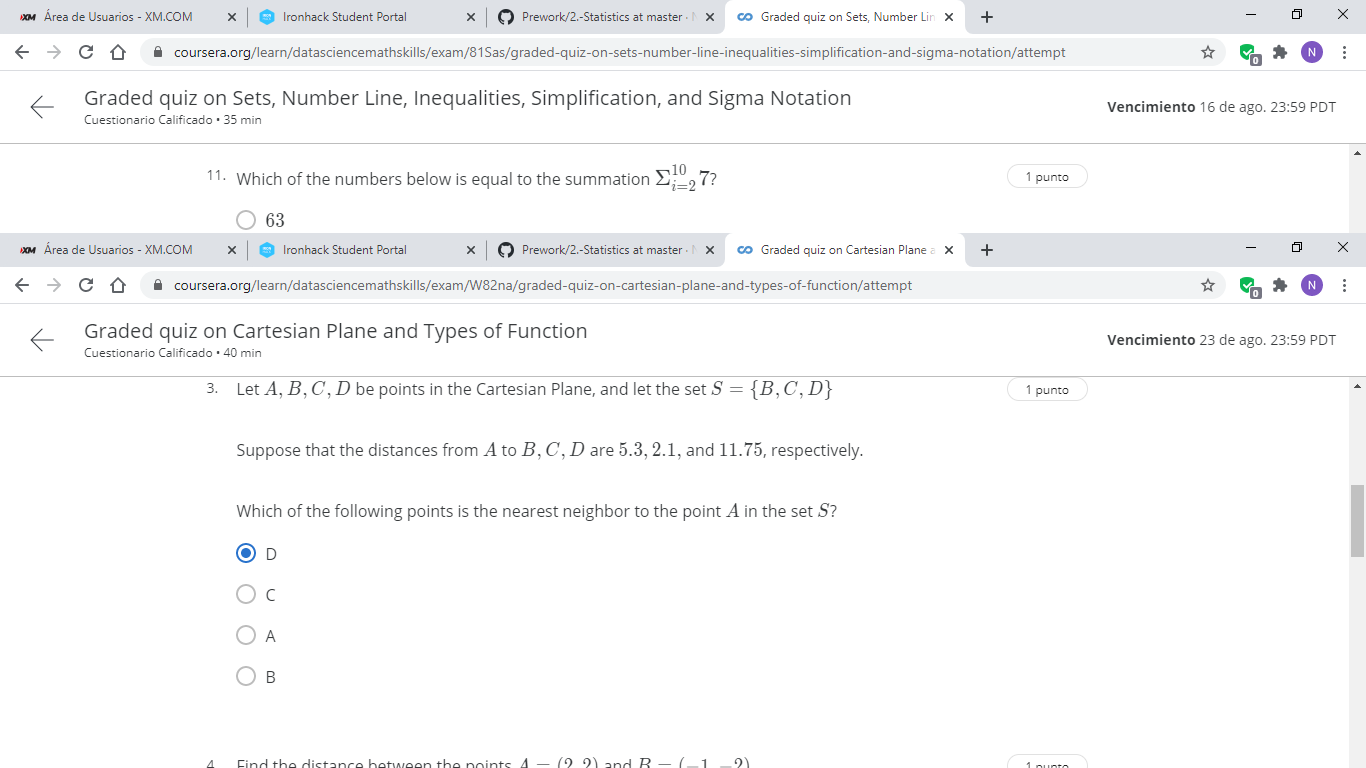 XM Área de Usuarios - XM.COM Ironhack Student Portal Prework/2.-Statistics at master · Graded quiz on Sets, Number Lin
coursera.org/learn/datasciencemathskills/exam/81Sas/graded-quiz-on-sets-number-line-inequalities-simplification-and-sigma-notation/attempt
0 N
Graded quiz on Sets, Number Line, Inequalities, Simplification, and Sigma Notation
Cuestionario Calificado • 35 min
Vencimiento 16 de ago. 23:59 PDT
11. Which of the numbers below is equal to the summation Σ_{i=2}^{10} 7?
1 punto
63
XM Área de Usuarios - XM.COM Ironhack Student Portal Prework/2.-Statistics at master · Graded quiz on Cartesian Plane a
coursera.org/learn/datasciencemathskills/exam/W82na/graded-quiz-on-cartesian-plane-and-types-of-function/attempt
0 N
Graded quiz on Cartesian Plane and Types of Function
Cuestionario Calificado • 40 min
Vencimiento 23 de ago. 23:59 PDT
3. Let A, B, C, D be points in the Cartesian Plane, and let the set S = {B, C, D}
1 punto
Suppose that the distances from A to B, C, D are 5.3, 2.1, and 11.75, respectively.
Which of the following points is the nearest neighbor to the point A in the set S?
D
C
A
B
4. Find the distance between the points A = (2, 2) and B = (−1, −2)
1 punto